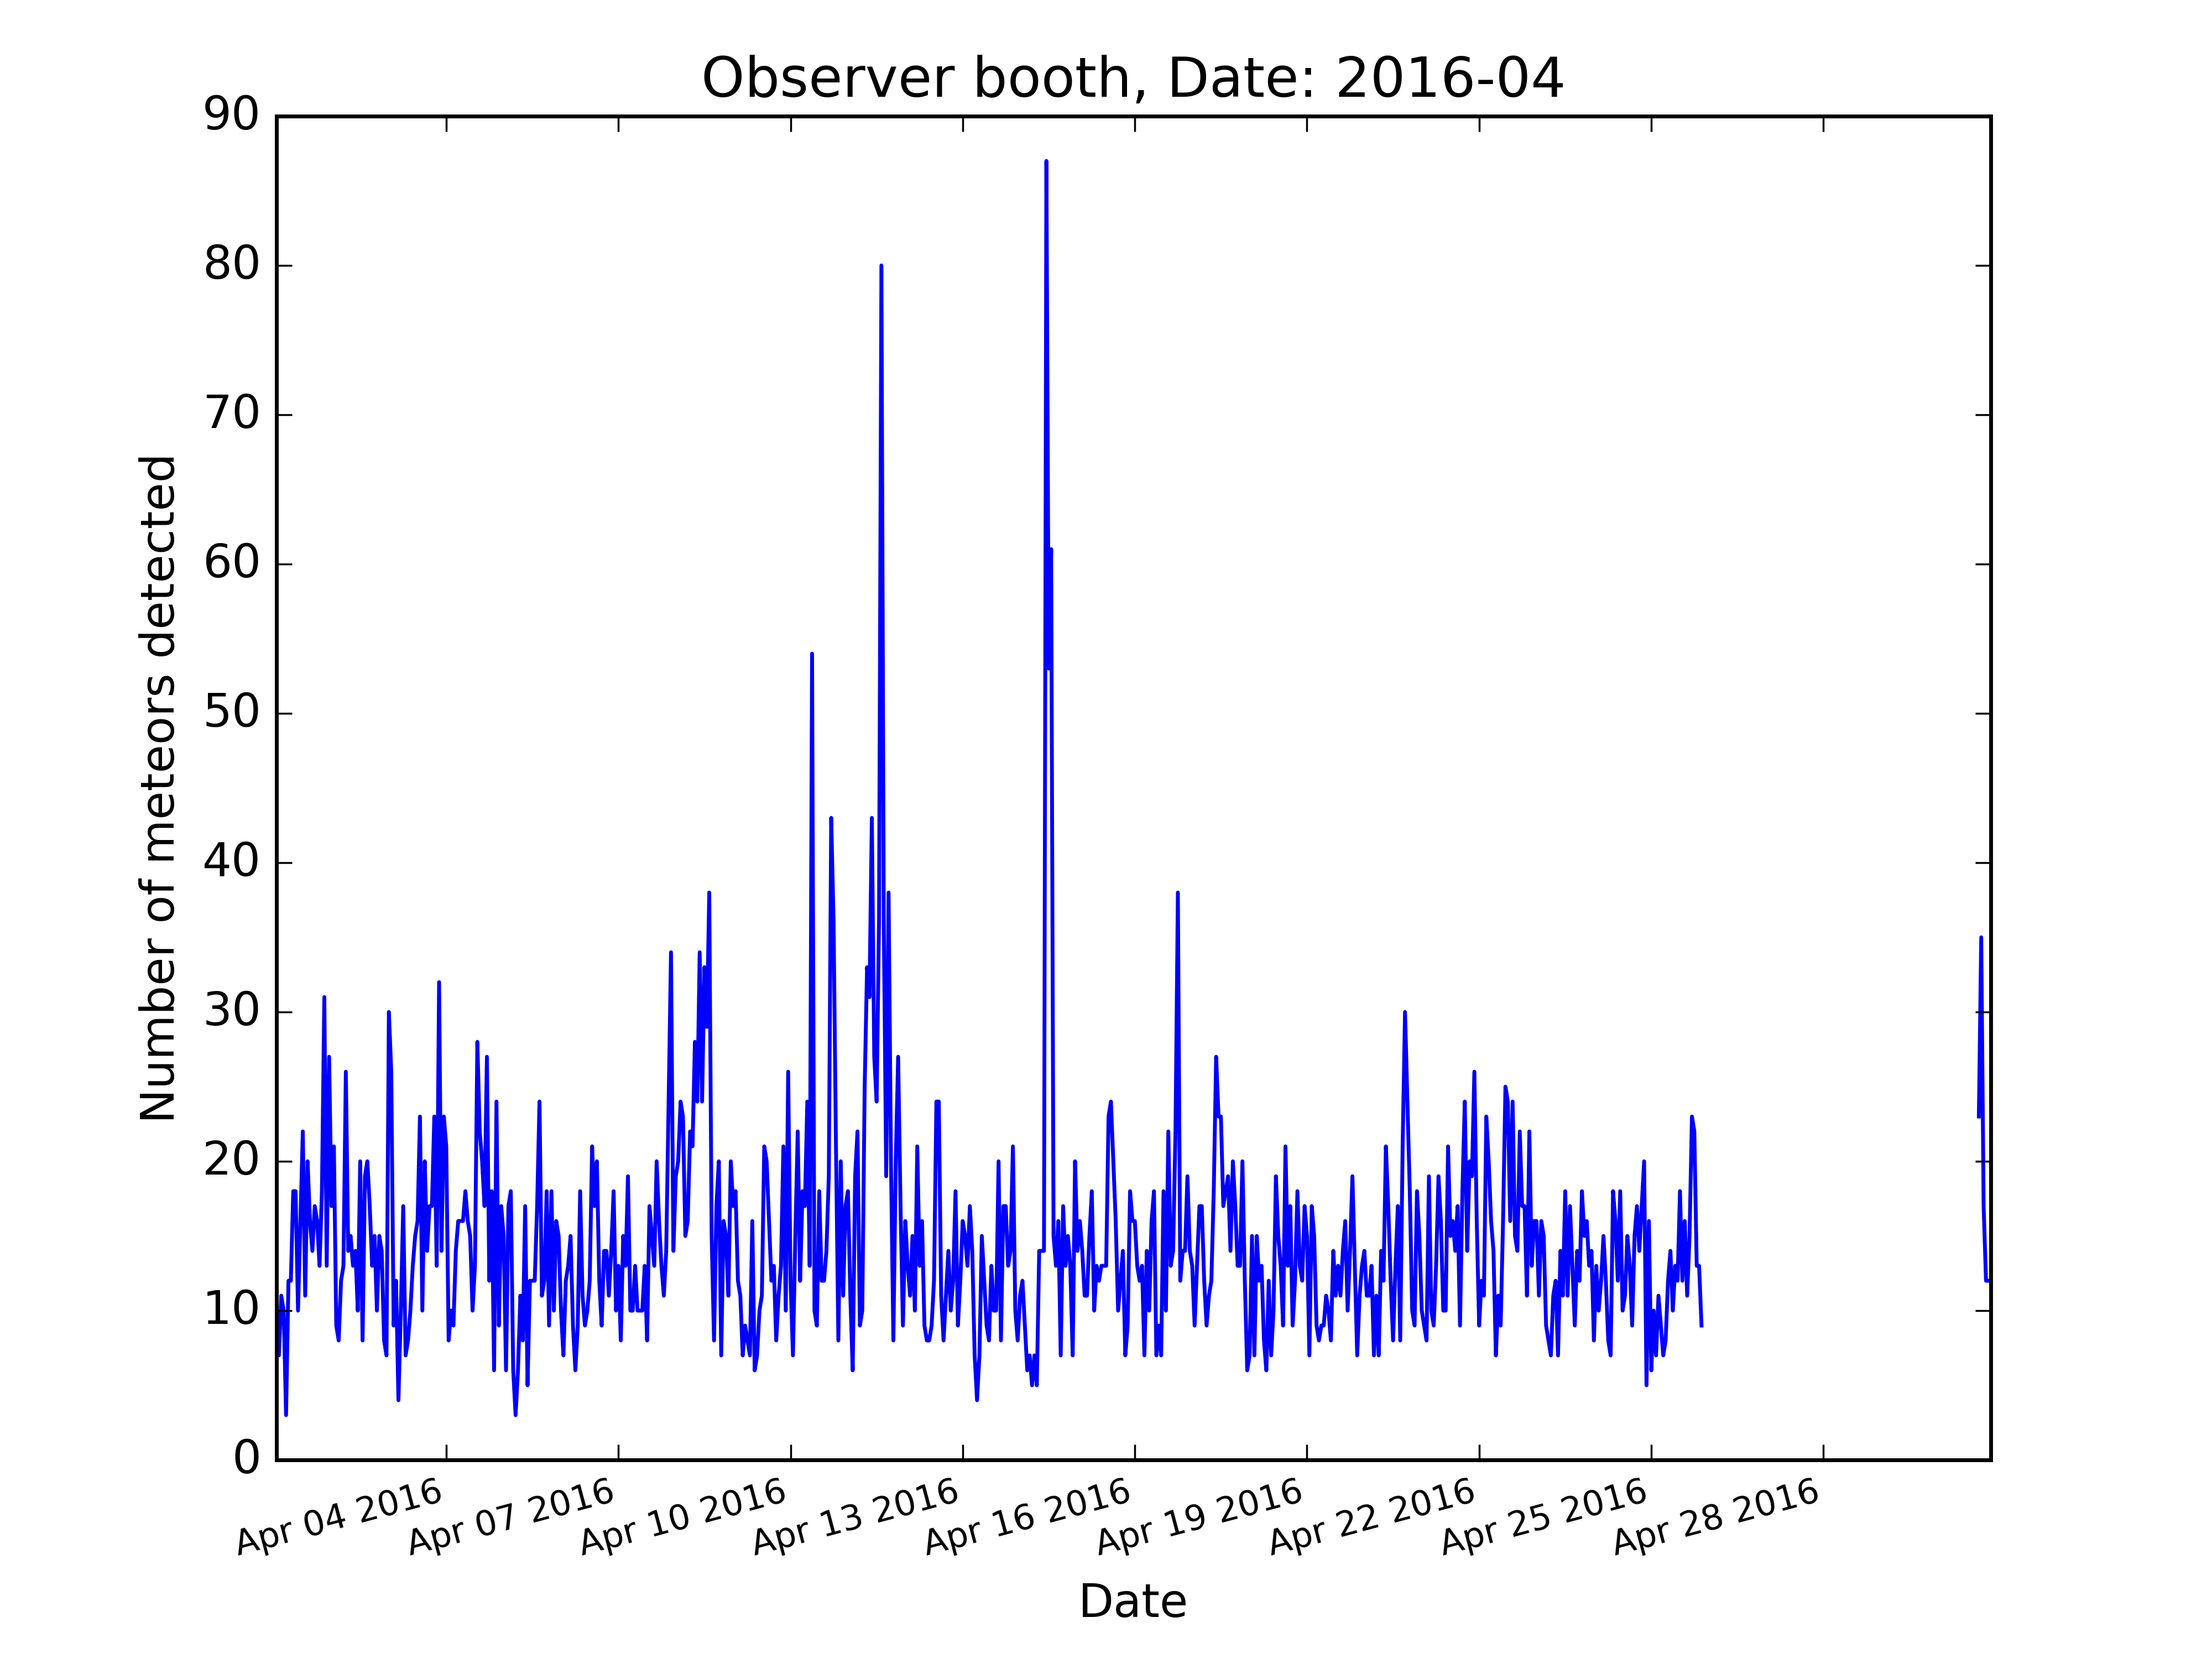 Observer booth, Date: 2016-04
90
80
70
60
50
40
30
20
10
0
Number of meteors detected
Apr 04 2016
Apr 07 2016
Apr 10 2016
Apr 13 2016
Apr 16 2016
Apr 19 2016
Apr 22 2016
Apr 25 2016
Apr 28 2016
Date